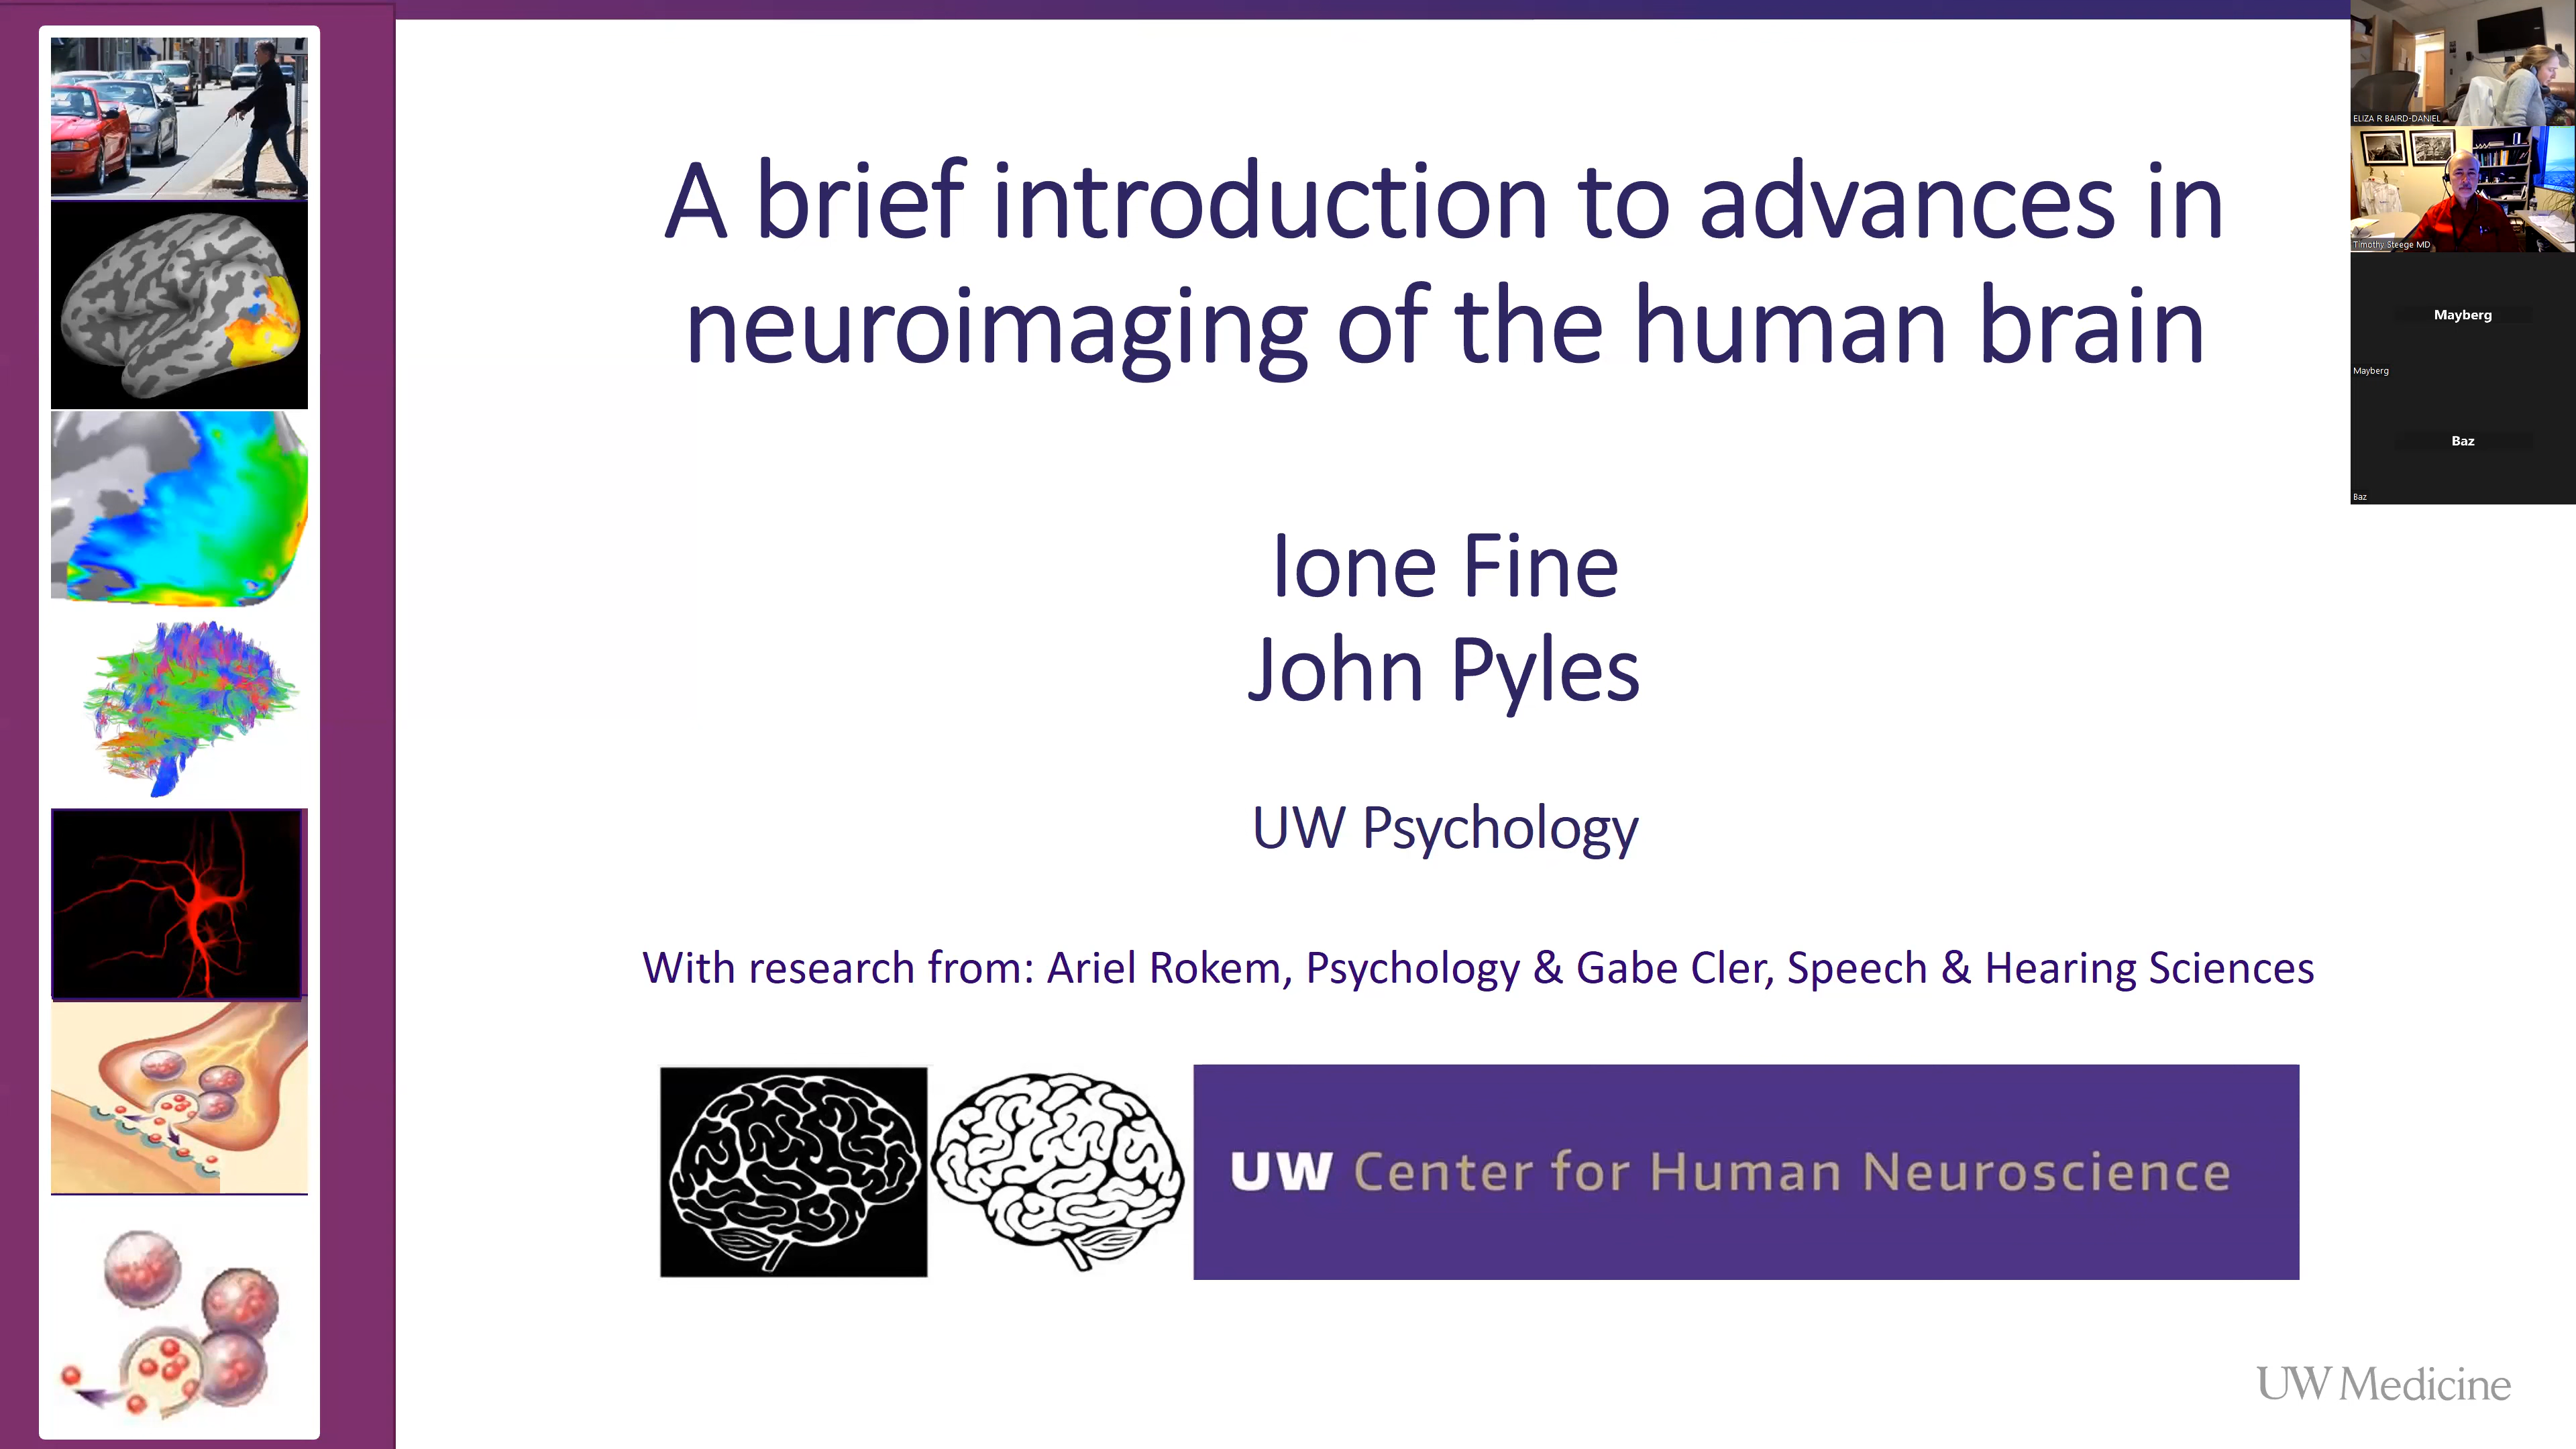 A brief introduction to advances in
neuroimaging of the human brain
Ione Fine
John Pyles
UW Psychology
With research from: Ariel Rokem, Psychology & Gabe Cler, Speech & Hearing Sciences
UW Center for Human Neuroscience
UW Medicine
ELIZA R BAIRD-DANIEL
Timothy Steege MD
Mayberg
Mayberg
Baz
Baz